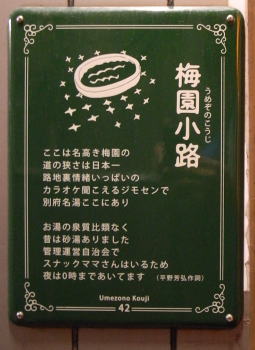 梅園小路
うめぞのこうじ
ここは名高き梅園の
道の狭さは日本一
路地裏情緒いっぱいの
カラオケ聞こえるジモセンで
別府名湯ここにあり
お湯の泉質比類なく
昔は砂湯ありました
管理運営自治会で
スナックママさんはいるため
夜は0時まであいてます (平野芳弘作詞)
Umezono Kouji
42